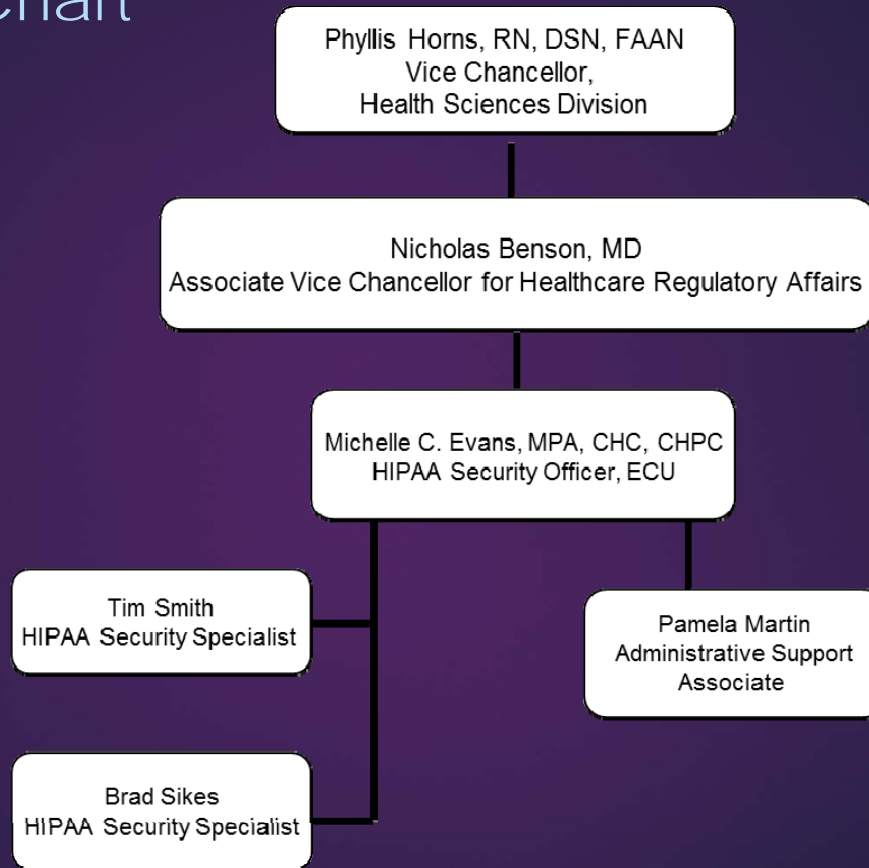 chart
Phyllis Horns, RN, DSN, FAAN
Vice Chancellor,
Health Sciences Division
Nicholas Benson, MD
Associate Vice Chancellor for Healthcare Regulatory Affairs
Michelle C. Evans, MPA, CHC, CHPC
HIPAA Security Officer, ECU
Tim Smith
HIPAA Security Specialist
Pamela Martin
Administrative Support
Associate
Brad Sikes
HIPAA Security Specialist